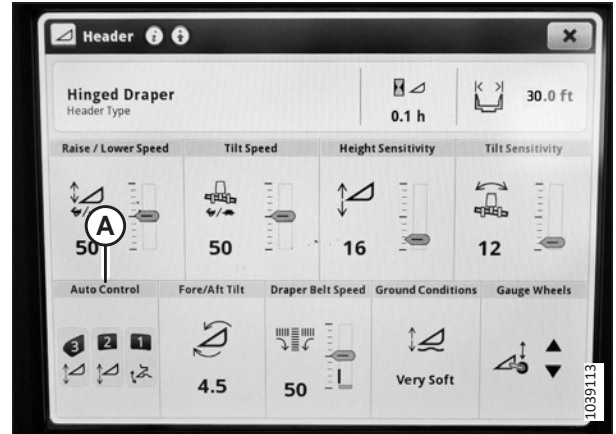 Header
Hinged Draper
Header Type
0.1 h
30.0 ft
Raise / Lower Speed
Tilt Speed
Height Sensitivity
Tilt Sensitivity
50
50
16
12
A
Auto Control
Fore/Aft Tilt
Draper Belt Speed
Ground Conditions
Gauge Wheels
3 2 1
4.5
50
Very Soft
1039113